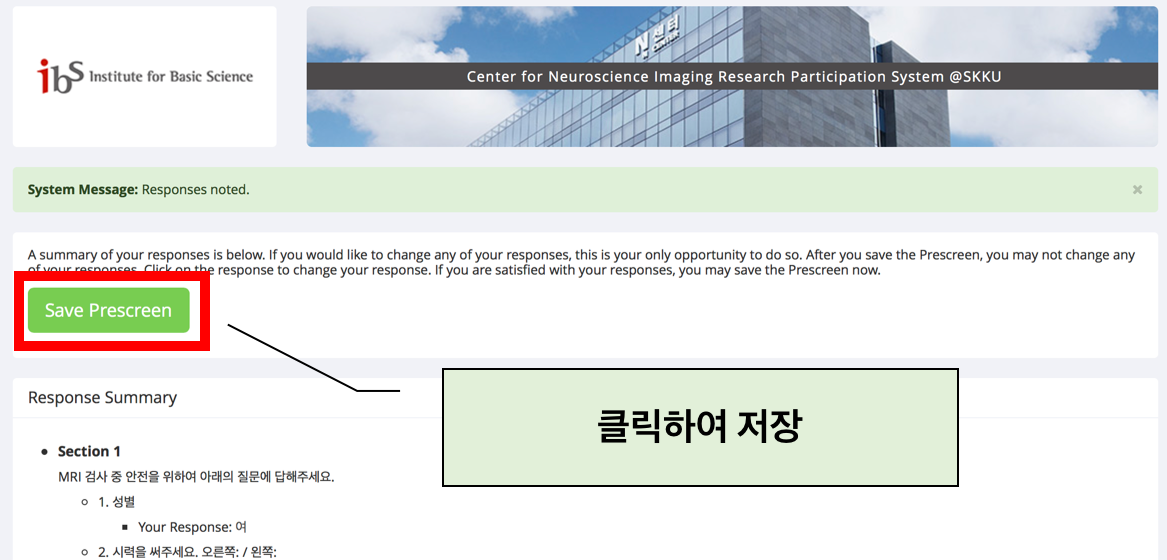 ibs Institute for Basic Science
N 센터
CENTER
Center for Neuroscience Imaging Research Participation System @SKKU
System Message: Responses noted.
×
A summary of your responses is below. If you would like to change any of your responses, this is your only opportunity to do so. After you save the Prescreen, you may not change any
of your responses. Click on the response to change your response. If you are satisfied with your responses, you may save the Prescreen now.
Save Prescreen
클릭하여 저장
Response Summary
• Section 1
MRI 검사 중 안전을 위하여 아래의 질문에 답해주세요.
◦ 1. 성별
▪ Your Response: 여
◦ 2. 시력을 써주세요. 오른쪽: / 왼쪽: